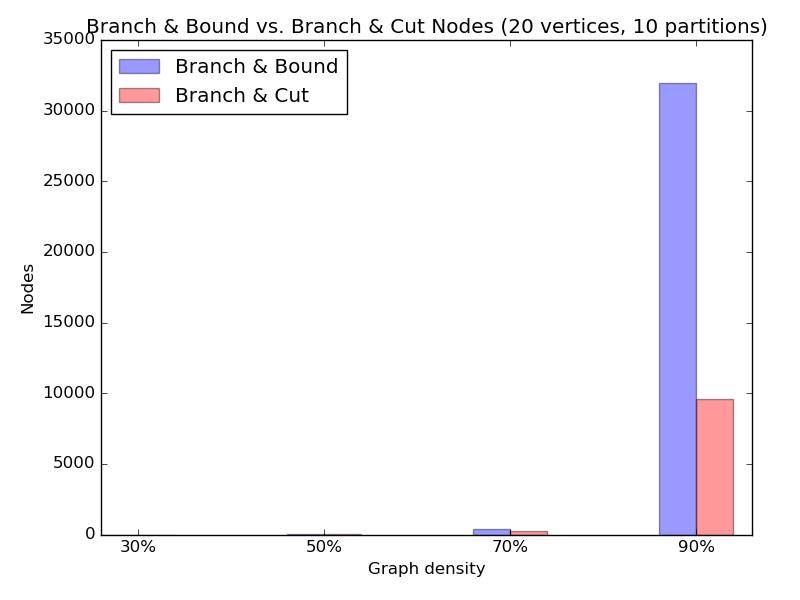 Branch & Bound vs. Branch & Cut Nodes (20 vertices, 10 partitions)
Branch & Bound
Branch & Cut
35000
30000
25000
20000
15000
10000
5000
0
Nodes
30% 50% 70% 90%
Graph density